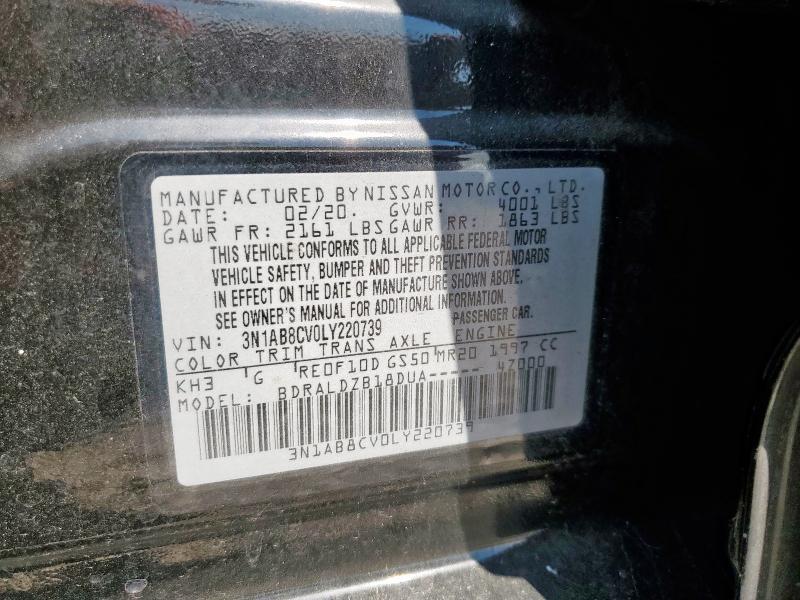 MANUFACTURED BY NISSAN MOTOR CO., LTD.
DATE: 02/20. GVWR: 4001 LBS
GAWR FR: 2161 LBS GAWR RR: 1863 LBS
THIS VEHICLE CONFORMS TO ALL APPLICABLE FEDERAL MOTOR
VEHICLE SAFETY, BUMPER AND THEFT PREVENTION STANDARDS
IN EFFECT ON THE DATE OF MANUFACTURE SHOWN ABOVE.
SEE OWNER'S MANUAL FOR ADDITIONAL INFORMATION.
VIN: 3N1AB8CV0LY220739 PASSENGER CAR.
COLOR TRIM TRANS AXLE ENGINE
KH3 G RE0F10D GS50 MR20 1997 CC
MODEL: BDRALDZB18DUA----- 47000
3N1AB8CV0LY220739